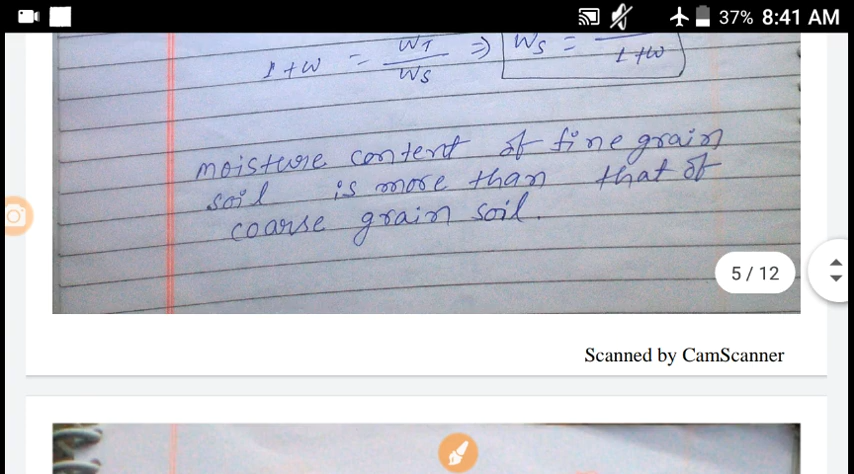 37% 8:41 AM
1+w = WT/WS ⇒ WS = /1+w
moisture content of fine grain
soil is more than that of
coarse grain soil.
5 / 12
Scanned by CamScanner